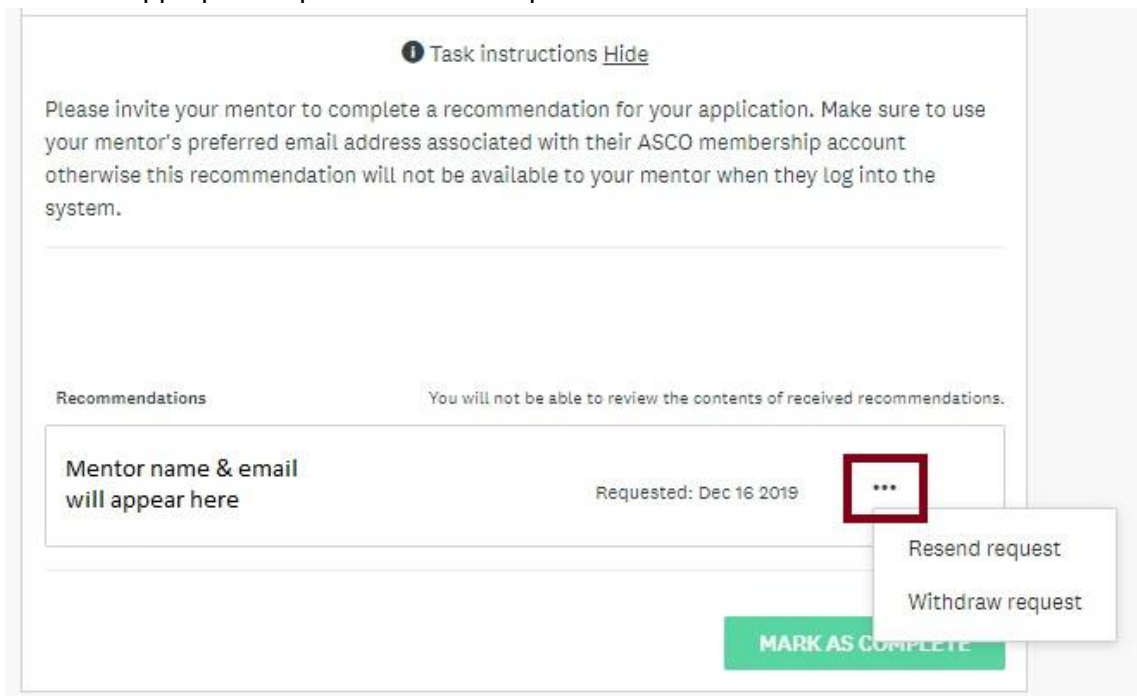 Task instructions Hide
Please invite your mentor to complete a recommendation for your application. Make sure to use
your mentor's preferred email address associated with their ASCO membership account
otherwise this recommendation will not be available to your mentor when they log into the
system.
Recommendations You will not be able to review the contents of received recommendations.
Mentor name & email
will appear here
Requested: Dec 16 2019 •••
Resend request
Withdraw request
MARK AS COMPLETE